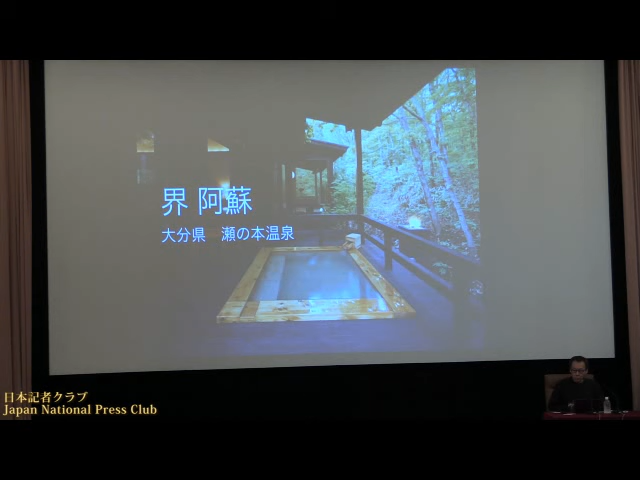 界 阿蘇
大分県 瀬の本温泉
日本記者クラブ
Japan National Press Club